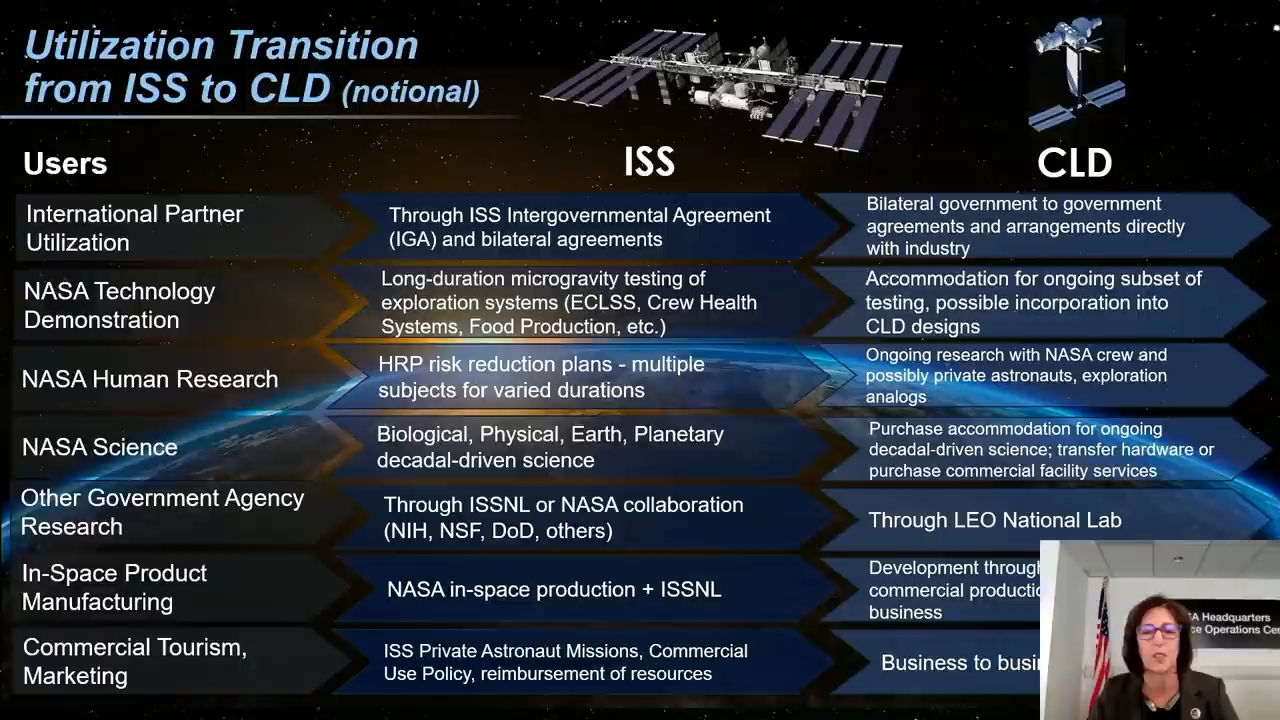 Utilization Transition
from ISS to CLD (notional)
Users
ISS
CLD
International Partner
Utilization
Through ISS Intergovernmental Agreement
(IGA) and bilateral agreements
Bilateral government to government
agreements and arrangements directly
with industry
NASA Technology
Demonstration
Long-duration microgravity testing of
exploration systems (ECLSS, Crew Health
Systems, Food Production, etc.)
Accommodation for ongoing subset of
testing, possible incorporation into
CLD designs
NASA Human Research
HRP risk reduction plans - multiple
subjects for varied durations
Ongoing research with NASA crew and
possibly private astronauts, exploration
analogs
NASA Science
Biological, Physical, Earth, Planetary
decadal-driven science
Purchase accommodation for ongoing
decadal-driven science; transfer hardware or
purchase commercial facility services
Other Government Agency
Research
Through ISSNL or NASA collaboration
(NIH, NSF, DoD, others)
Through LEO National Lab
In-Space Product
Manufacturing
NASA in-space production + ISSNL
Development through
commercial
business
Commercial Tourism,
Marketing
ISS Private Astronaut Missions, Commercial
Use Policy, reimbursement of resources
Business to
Headquarters
Operations